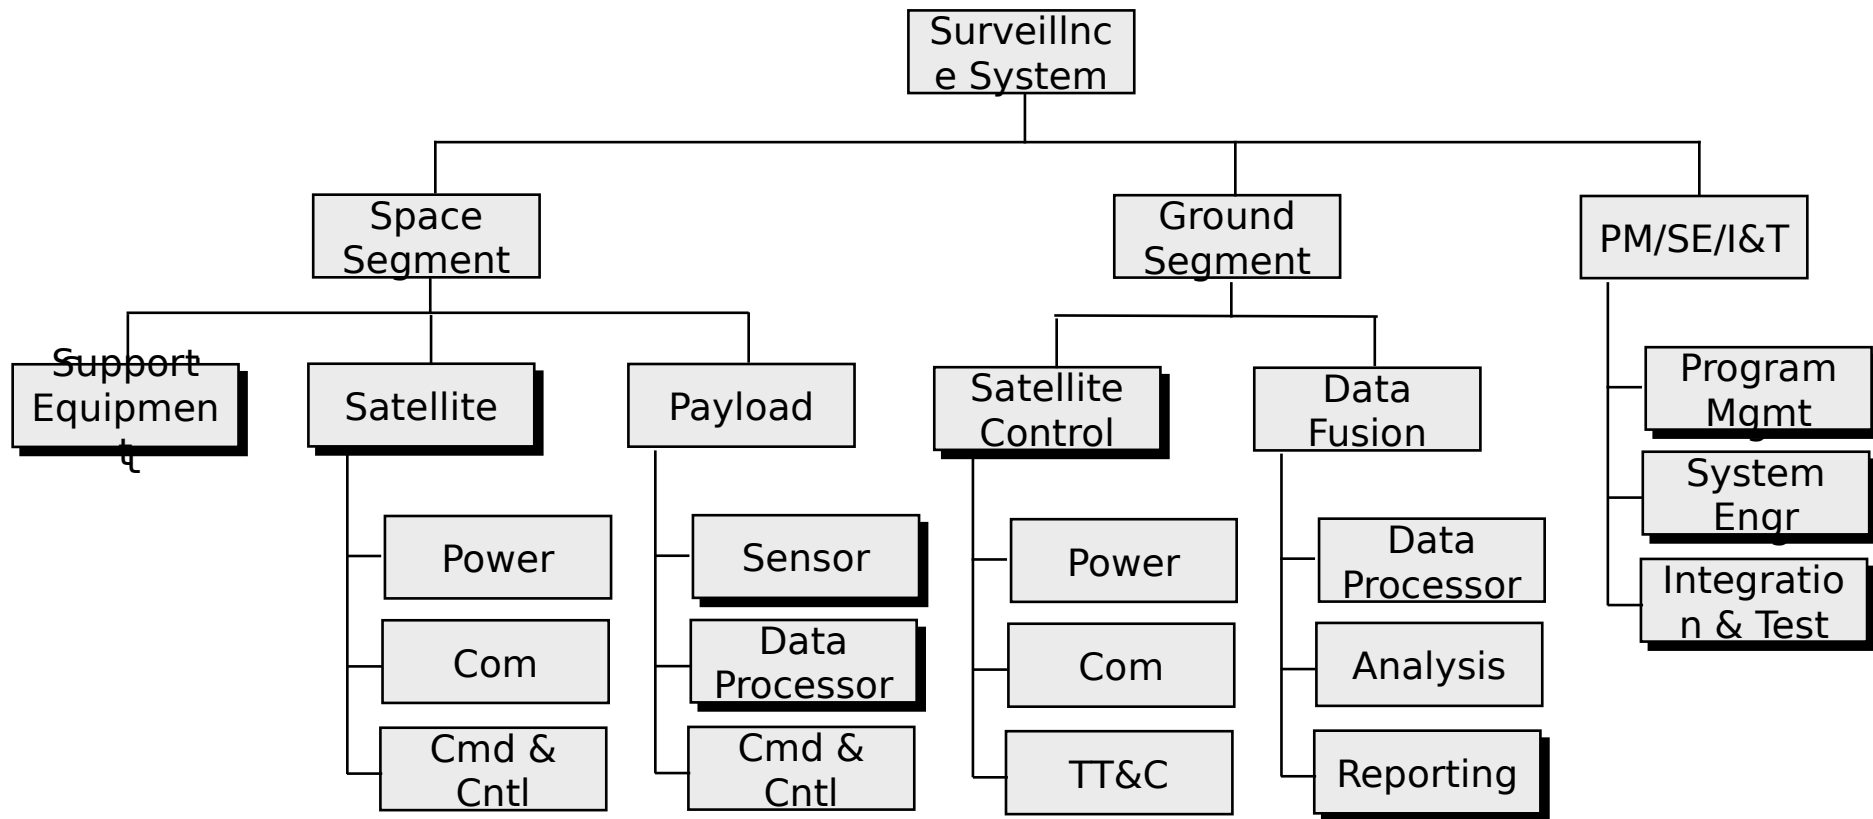 Surveillnc
e System
Space
Segment
Ground
Segment
PM/SE/I&T
Support
Equipmen
t
Satellite
Payload
Satellite
Control
Data
Fusion
Program
Mgmt
System
Engr
Integratio
n & Test
Power
Com
Cmd &
Cntl
Sensor
Data
Processor
Cmd &
Cntl
Power
Com
TT&C
Data
Processor
Analysis
Reporting